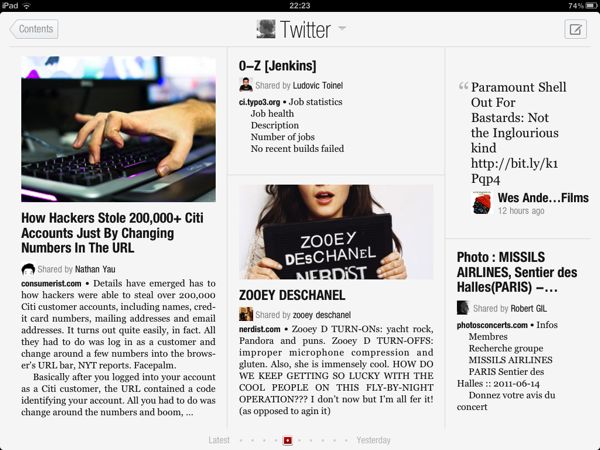 iPad
22:23
74%
Contents
Twitter
How Hackers Stole 200,000+ Citi
Accounts Just By Changing
Numbers In The URL
Shared by Nathan Yau
consumerist.com • Details have emerged has to
how hackers were able to steal over 200,000
Citi customer accounts, including names, cred-
it card numbers, mailing addresses and email
addresses. It turns out quite easily, in fact. All
they had to do was log in as a customer and
change around a few numbers into the brows-
er's URL bar, NYT reports. Facepalm.
Basically after you logged into your account
as a Citi customer, the URL contained a code
identifying your account. All you had to do was
change around the numbers and boom, ...
O–Z [Jenkins]
Shared by Ludovic Toinel
ci.typo3.org • Job statistics
Job health
Description
Number of jobs
No recent builds failed
ZOOEY
DESCHANEL
NERDIST
ZOOEY DESCHANEL
Shared by zooey deschanel
nerdist.com • Zooey D TURN-ONs: yacht rock,
Pandora and puns. Zooey D TURN-OFFS:
improper microphone compression and
gluten. Also, she is immensely cool. HOW DO
WE KEEP GETTING SO LUCKY WITH THE
COOL PEOPLE ON THIS FLY-BY-NIGHT
OPERATION??? I don't now but I'm all fer it!
(as opposed to agin it)
“ Paramount Shell
Out For
Bastards: Not
the Inglourious
kind
http://bit.ly/k1
Pqp4
Wes Ande...Films
12 hours ago
Photo : MISSILS
AIRLINES, Sentier des
Halles(PARIS) –...
Shared by Robert GIL
photosconcerts.com • Infos
Membres
Recherche groupe
MISSILS AIRLINES
PARIS Sentier des
Halles :: 2011-06-14
Donnez votre avis du
concert
Latest
Yesterday